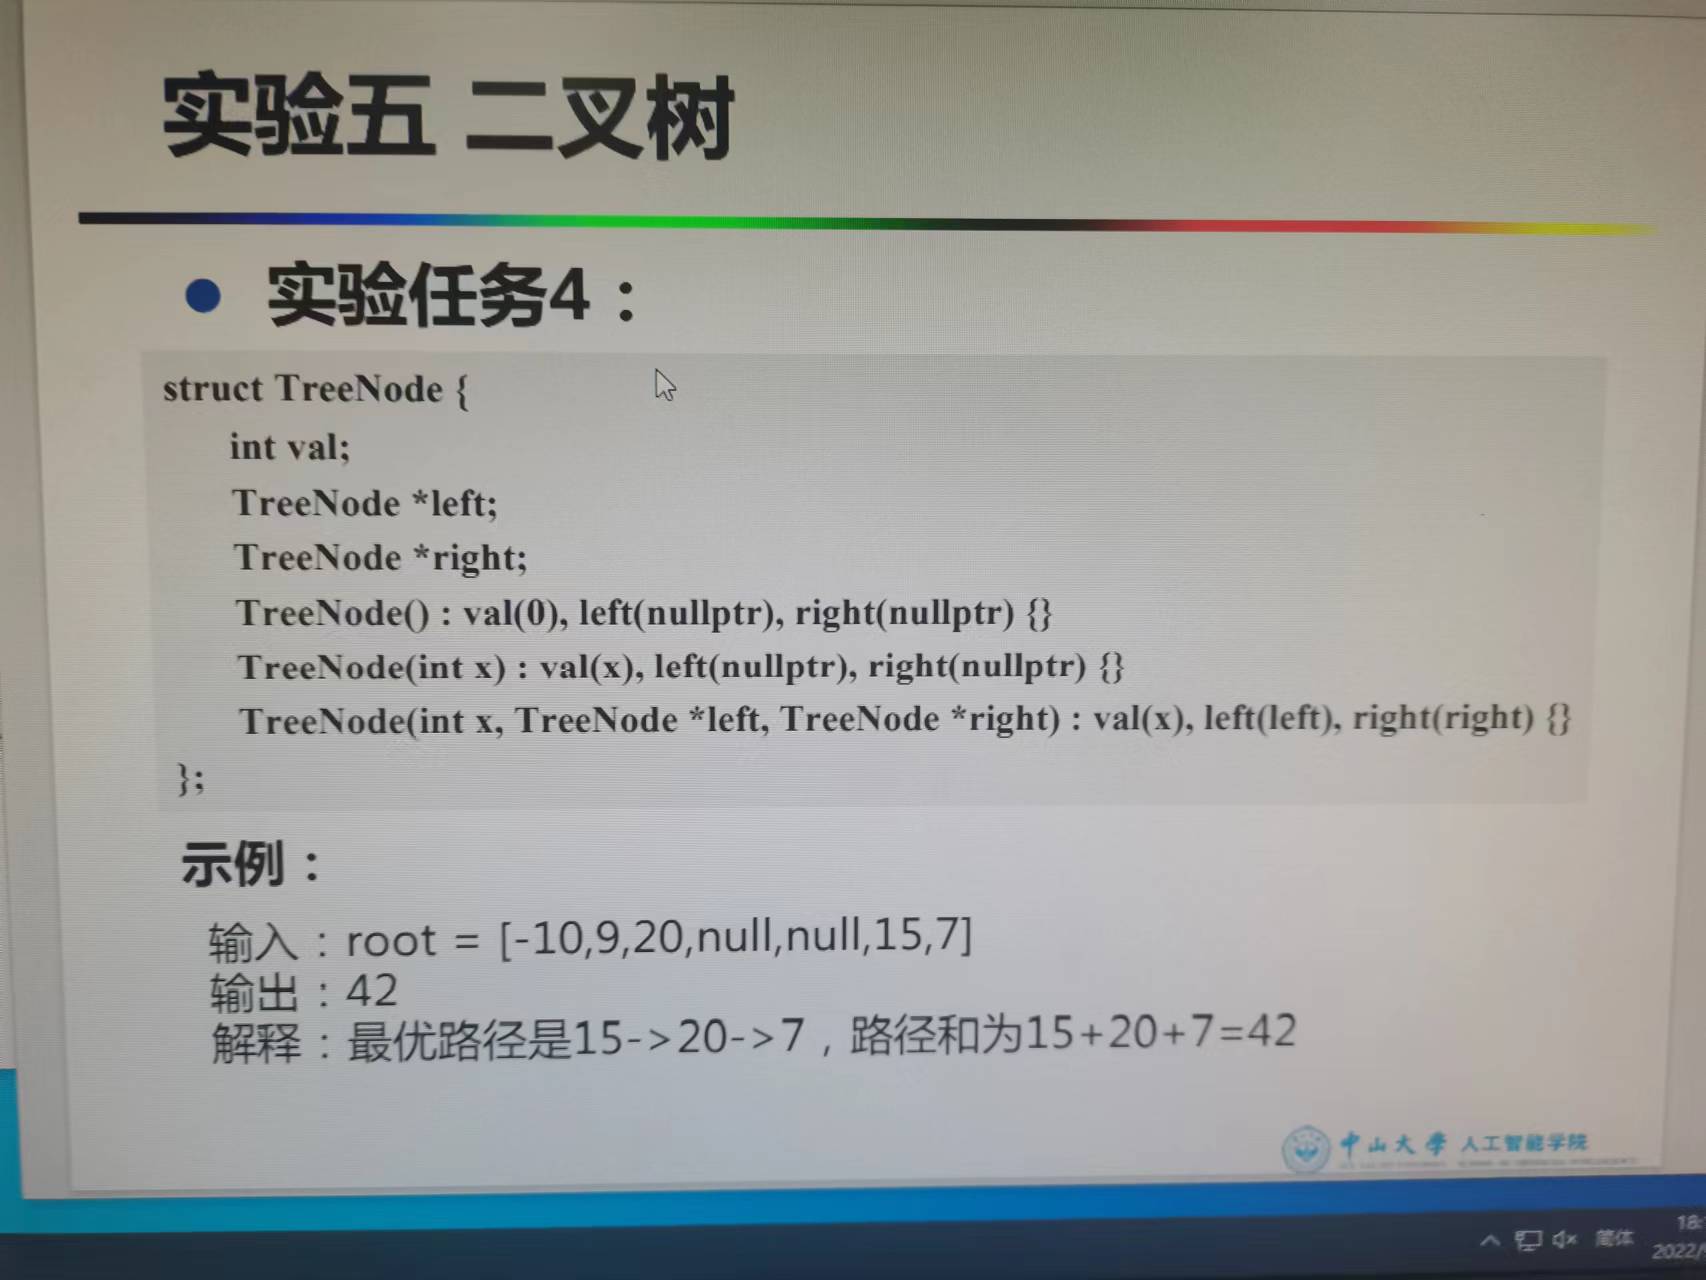 实验五 二叉树
实验任务4：
struct TreeNode {
int val;
TreeNode *left;
TreeNode *right;
TreeNode() : val(0), left(nullptr), right(nullptr) {}
TreeNode(int x) : val(x), left(nullptr), right(nullptr) {}
TreeNode(int x, TreeNode *left, TreeNode *right) : val(x), left(left), right(right) {}
};
示例：
输入：root = [-10,9,20,null,null,15,7]
输出：42
解释：最优路径是15->20->7，路径和为15+20+7=42
中山大学 人工智能学院
简体
18:
2022/